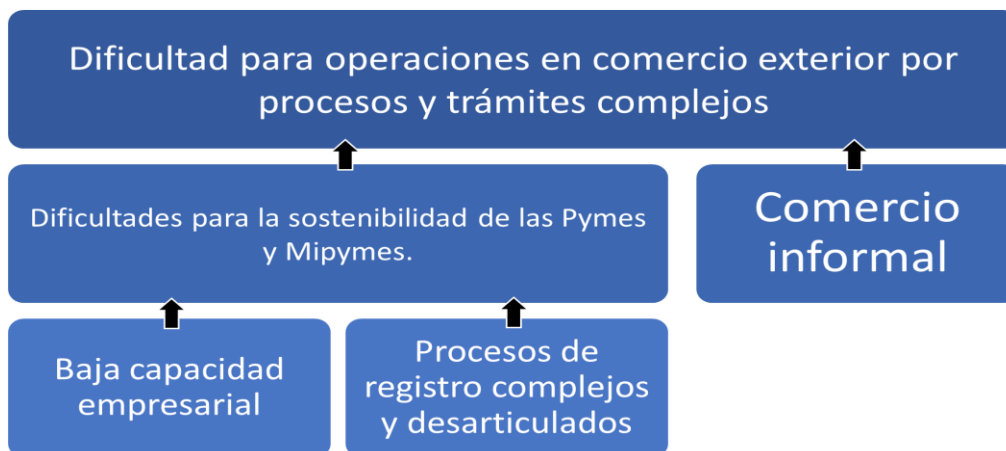 Dificultad para operaciones en comercio exterior por
procesos y trámites complejos
Dificultades para la sostenibilidad de las Pymes
y Mipymes.
Comercio
informal
Baja capacidad
empresarial
Procesos de
registro complejos
y desarticulados